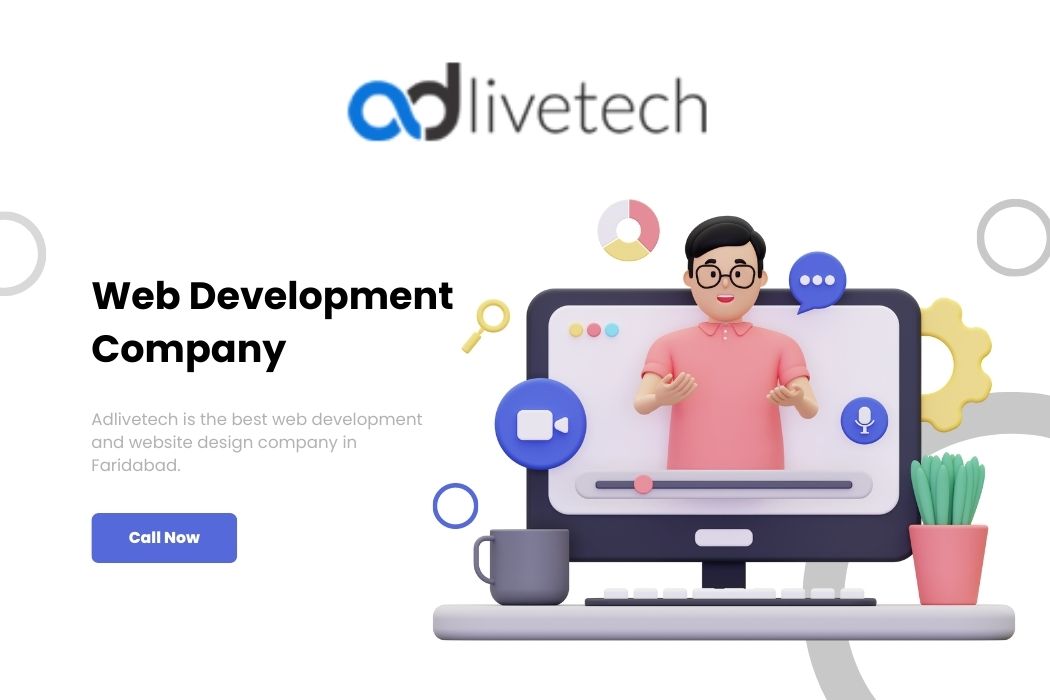 adlivetech
Web Development
Company
Adlivetech is the best web development
and website design company in
Faridabad.
Call Now